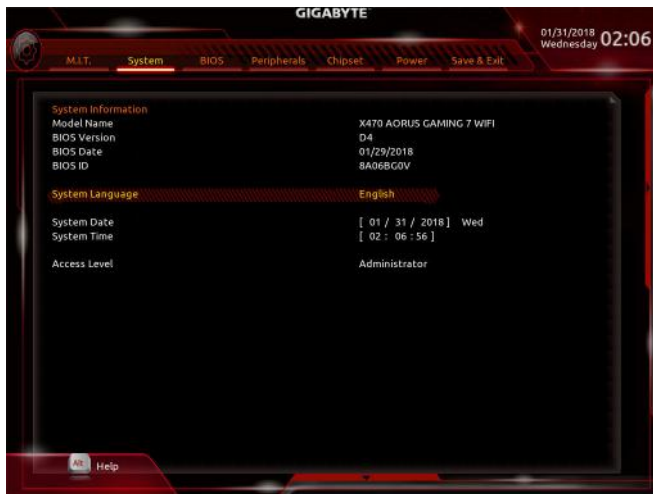 GIGABYTE
01/31/2018
Wednesday 02:06
M.I.T. System BIOS Peripherals Chipset Power Save & Exit
System Information
Model Name X470 AORUS GAMING 7 WIFI
BIOS Version D4
BIOS Date 01/29/2018
BIOS ID 8A06BG0V
System Language English
System Date [ 01 / 31 / 2018 ] Wed
System Time [ 02 : 06 : 56 ]
Access Level Administrator
Alt Help